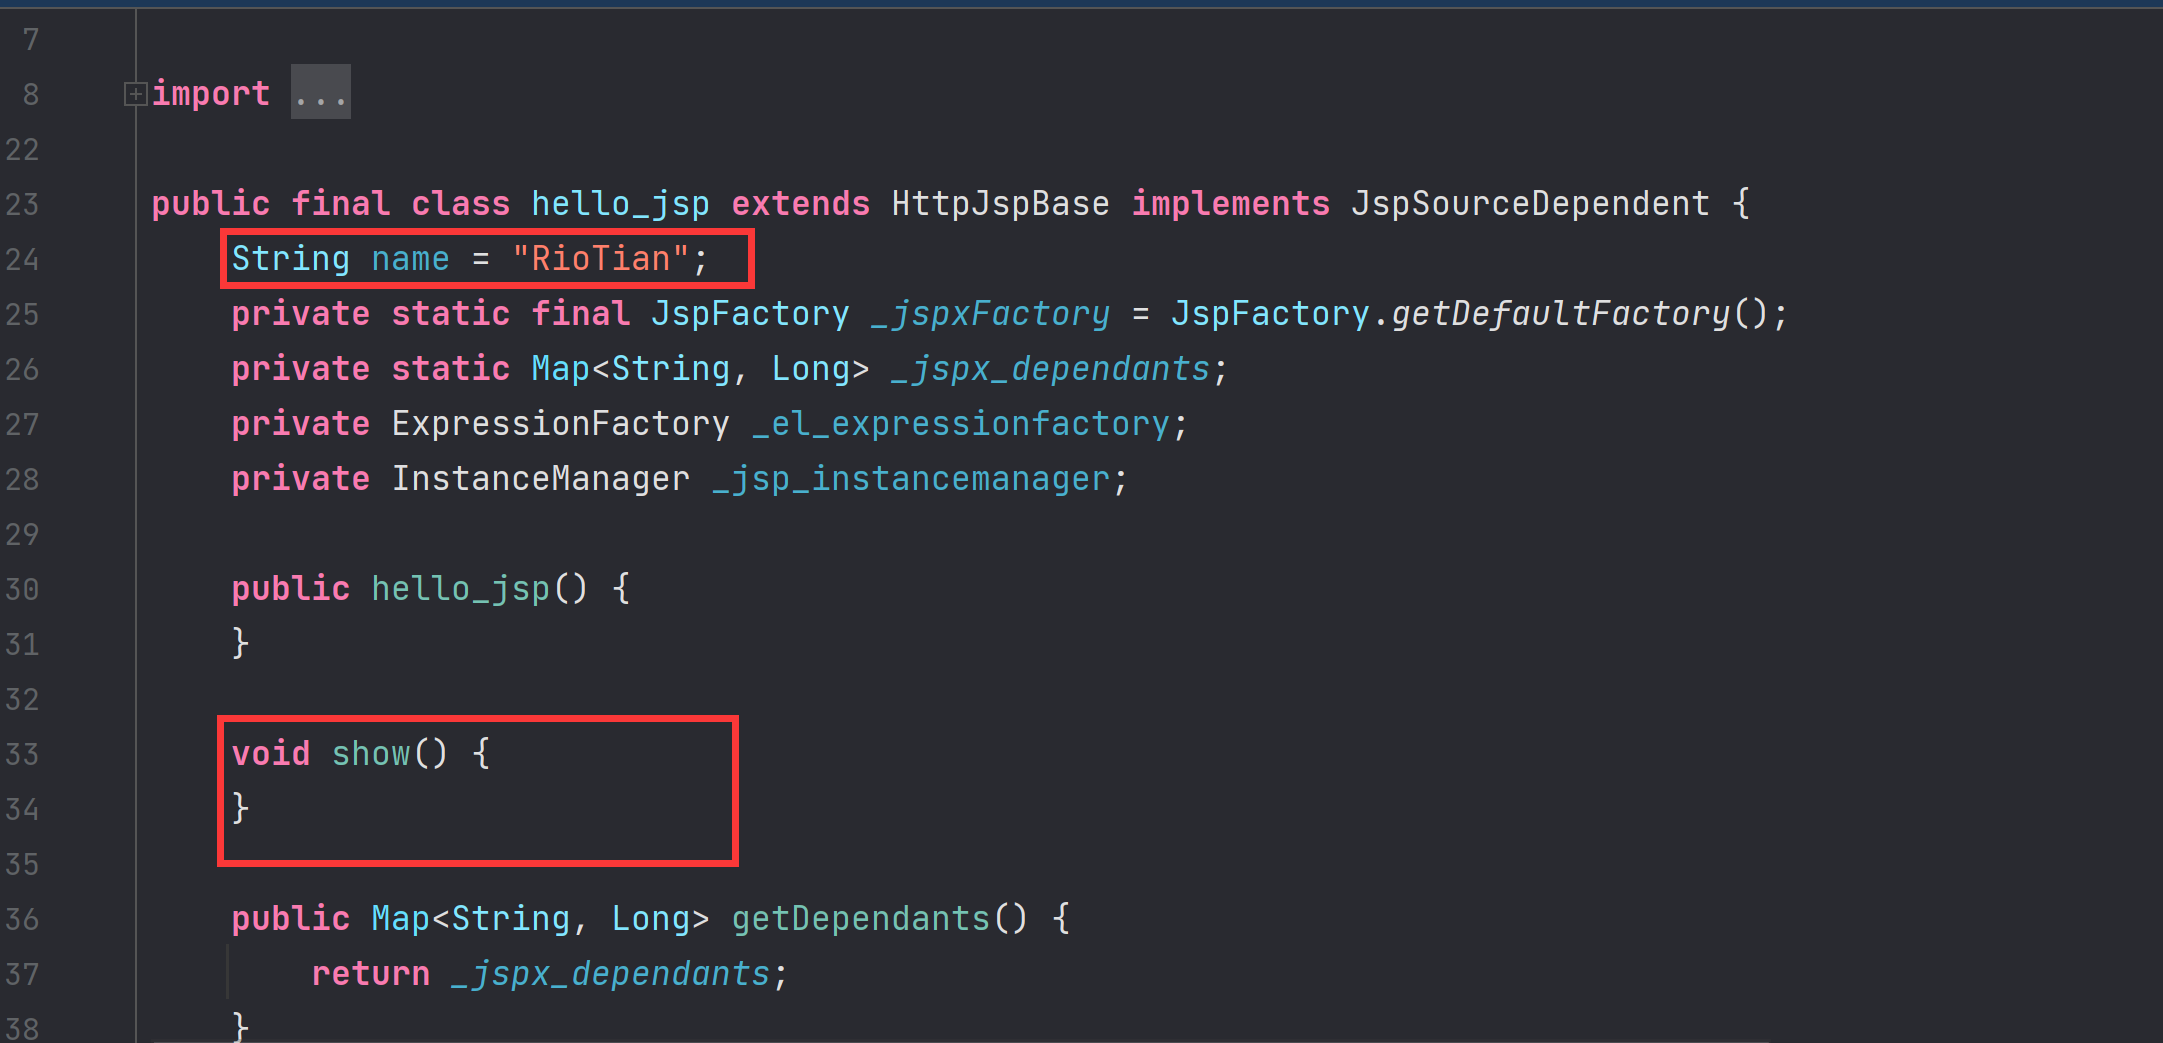 7
8 import ...
22
23 public final class hello_jsp extends HttpJspBase implements JspSourceDependent {
24 String name = "RioTian";
25 private static final JspFactory _jspxFactory = JspFactory.getDefaultFactory();
26 private static Map<String, Long> _jspx_dependants;
27 private ExpressionFactory _el_expressionfactory;
28 private InstanceManager _jsp_instancemanager;
29
30 public hello_jsp() {
31 }
32
33 void show() {
34 }
35
36 public Map<String, Long> getDependants() {
37 return _jspx_dependants;
38 }